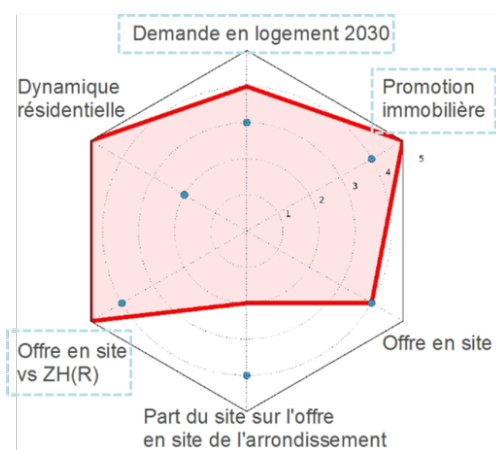 Demande en logement 2030
Dynamique
résidentielle
Promotion
immobilière
5
4
3
2
1
Offre en site
Offre en site
vs ZH(R)
Part du site sur l'offre
en site de l'arrondissement